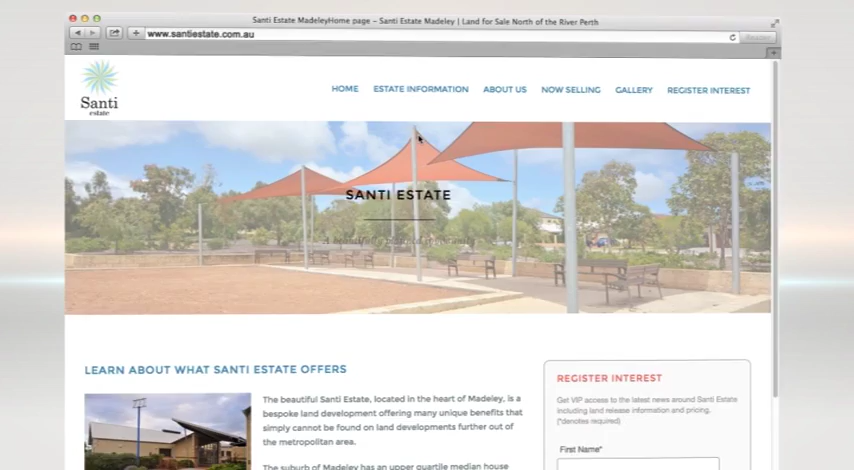 Santi Estate MadeleyHome page – Santi Estate Madeley | Land for Sale North of the River Perth
www.santiestate.com.au
Reader
Santi
estate
HOME ESTATE INFORMATION ABOUT US NOW SELLING GALLERY REGISTER INTEREST
SANTI ESTATE
A beautifully
LEARN ABOUT WHAT SANTI ESTATE OFFERS
The beautiful Santi Estate, located in the heart of Madeley, is a
bespoke land development offering many unique benefits that
simply cannot be found on land developments further out of
the metropolitan area.
The suburb of Madeley has an upper quartile median house
REGISTER INTEREST
Get VIP access to the latest news around Santi Estate
including land release information and pricing.
(*denotes required)
First Name*